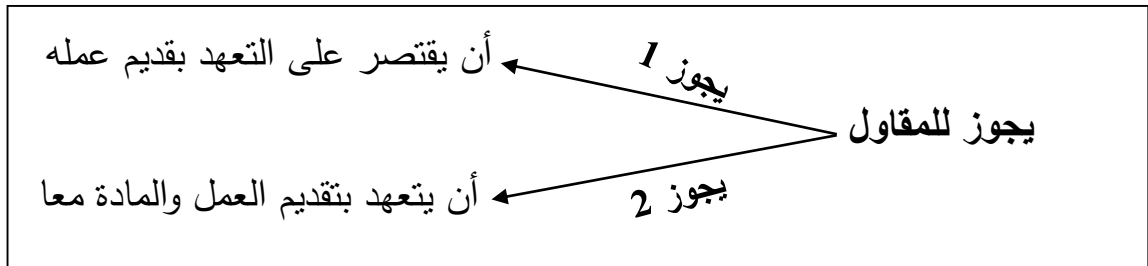 أن يقتصر على التعهد بقديم عمله
يجوز 1
يجوز للمقاول
يجوز 2
أن يتعهد بتقديم العمل والمادة معا